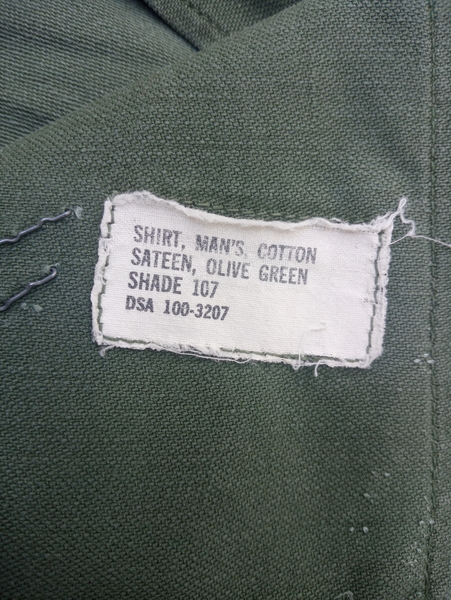 SHIRT, MAN'S, COTTON
SATEEN, OLIVE GREEN
SHADE 107
DSA 100-3207